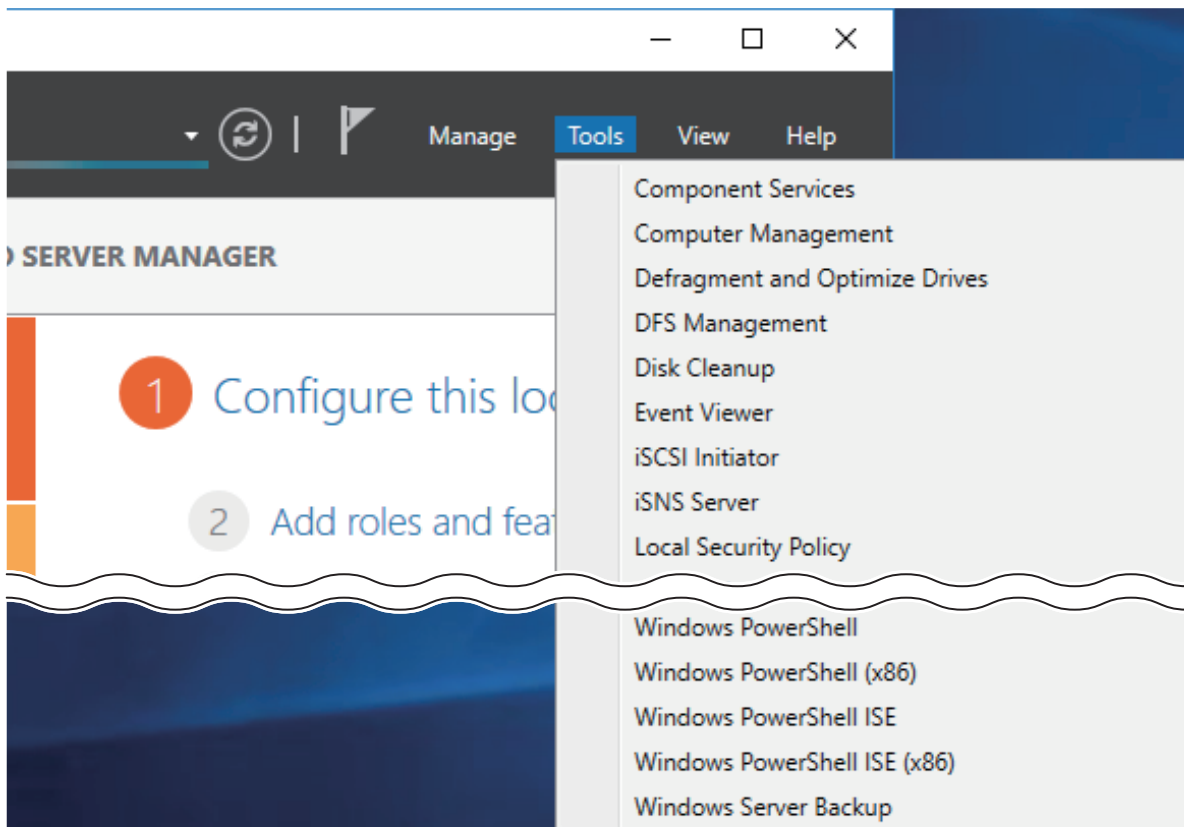 Manage Tools View Help
SERVER MANAGER
1 Configure this loc
2 Add roles and feat
Component Services
Computer Management
Defragment and Optimize Drives
DFS Management
Disk Cleanup
Event Viewer
iSCSI Initiator
iSNS Server
Local Security Policy
Windows PowerShell
Windows PowerShell (x86)
Windows PowerShell ISE
Windows PowerShell ISE (x86)
Windows Server Backup